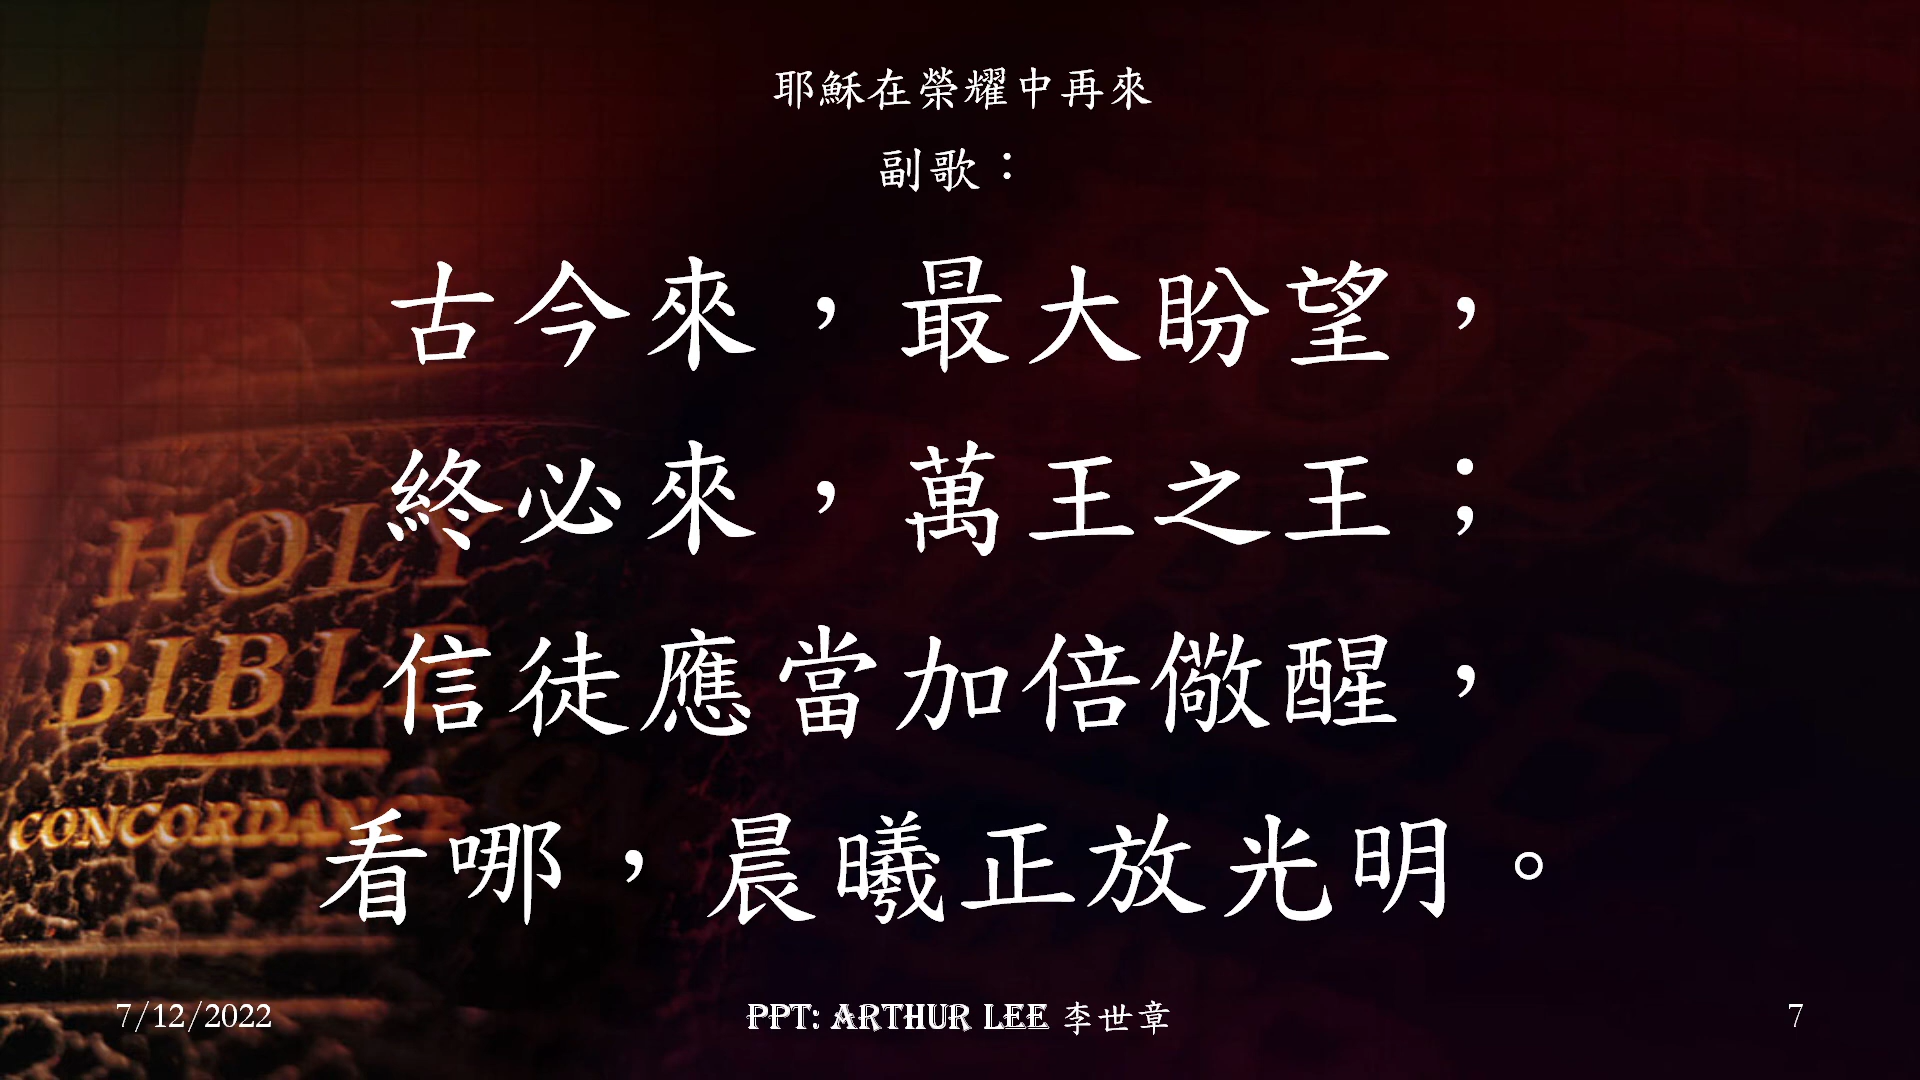 耶穌在榮耀中再來
副歌：
古今來，最大盼望，
終必來，萬王之王；
信徒應當加倍儆醒，
看哪，晨曦正放光明。
HOLY
BIBLE
CONCORDANCE
7/12/2022
PPT: ARTHUR LEE 李世章
7